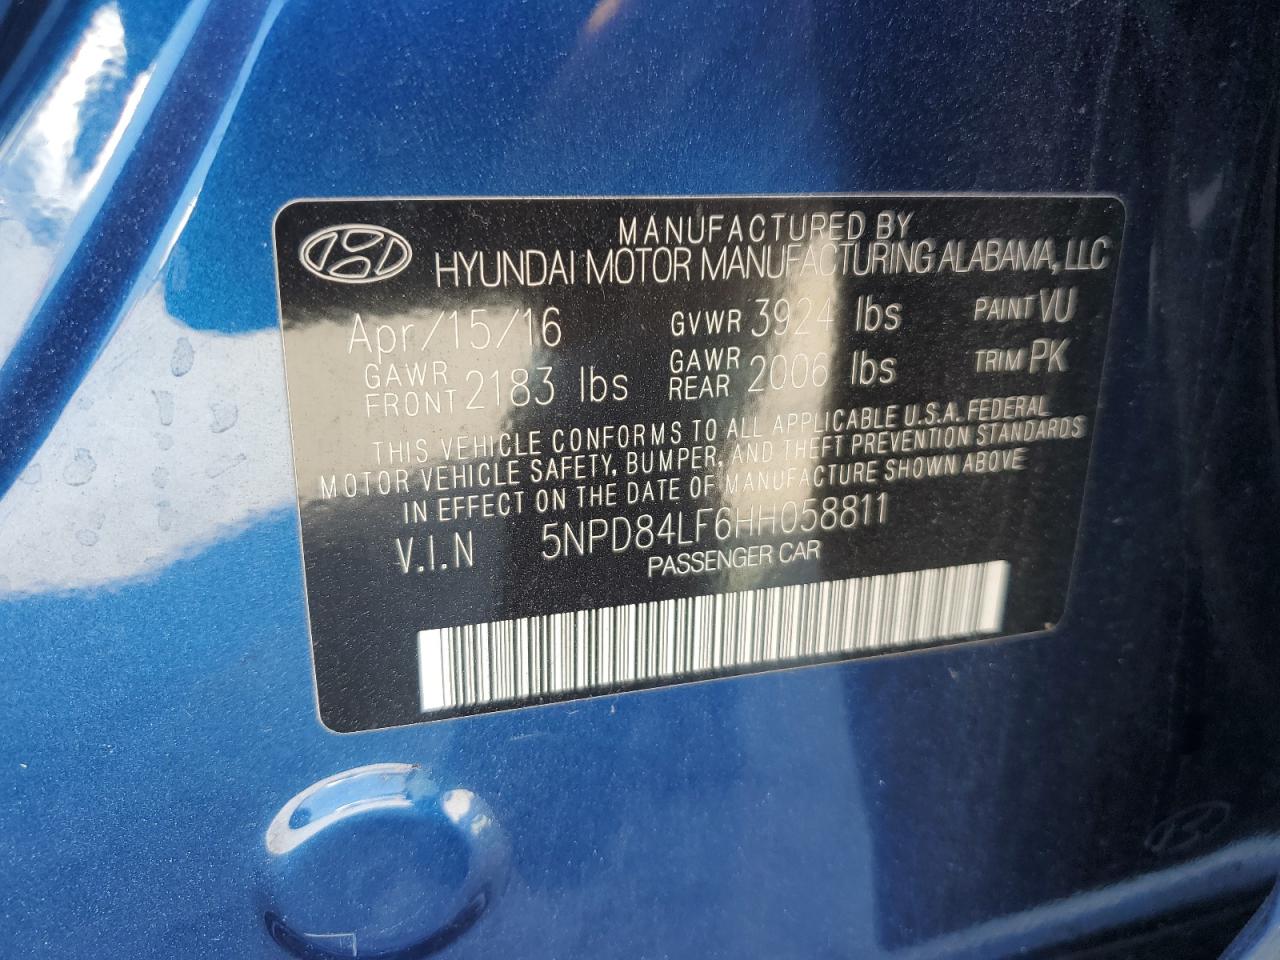 MANUFACTURED BY
HYUNDAI MOTOR MANUFACTURING ALABAMA, LLC
Apr/15/16 GVWR 3924 lbs PAINT VU
GAWR FRONT 2183 lbs GAWR REAR 2006 lbs TRIM PK
THIS VEHICLE CONFORMS TO ALL APPLICABLE U.S.A. FEDERAL
MOTOR VEHICLE SAFETY, BUMPER, AND THEFT PREVENTION STANDARDS
IN EFFECT ON THE DATE OF MANUFACTURE SHOWN ABOVE
V.I.N 5NPD84LF6HH058811
PASSENGER CAR